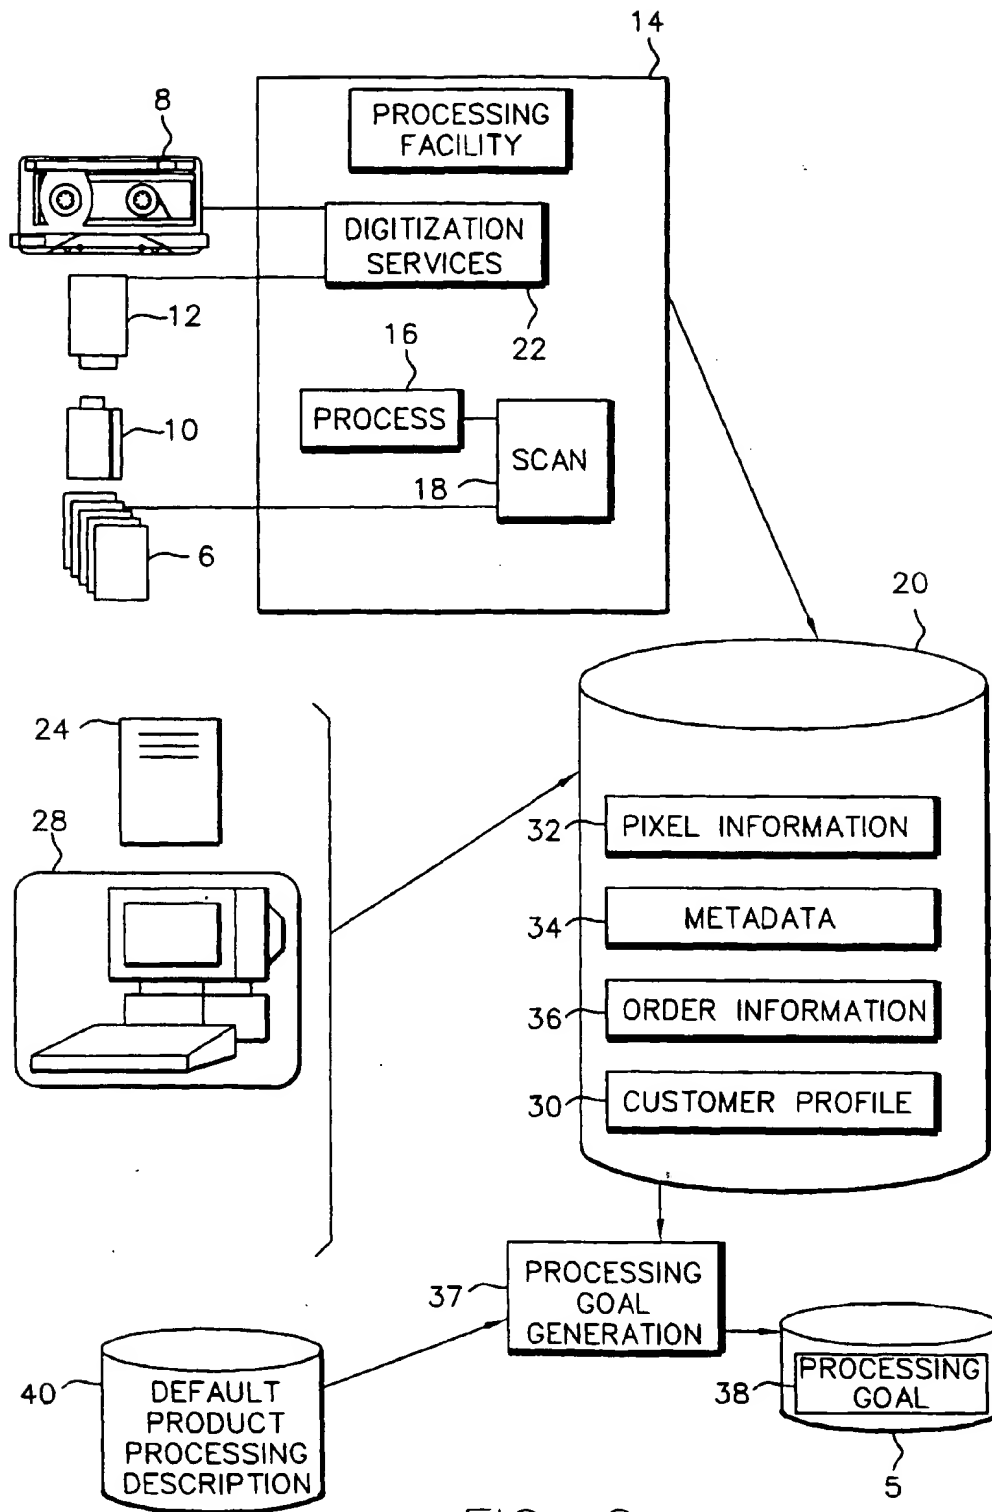 14
8
PROCESSING
FACILITY
DIGITIZATION
SERVICES
12
22
16
PROCESS
10
SCAN
18
6
20
24
28
32
PIXEL INFORMATION
34
METADATA
36
ORDER INFORMATION
30
CUSTOMER PROFILE
37
PROCESSING
GOAL
GENERATION
40
DEFAULT
PRODUCT
PROCESSING
DESCRIPTION
38
PROCESSING
GOAL
5